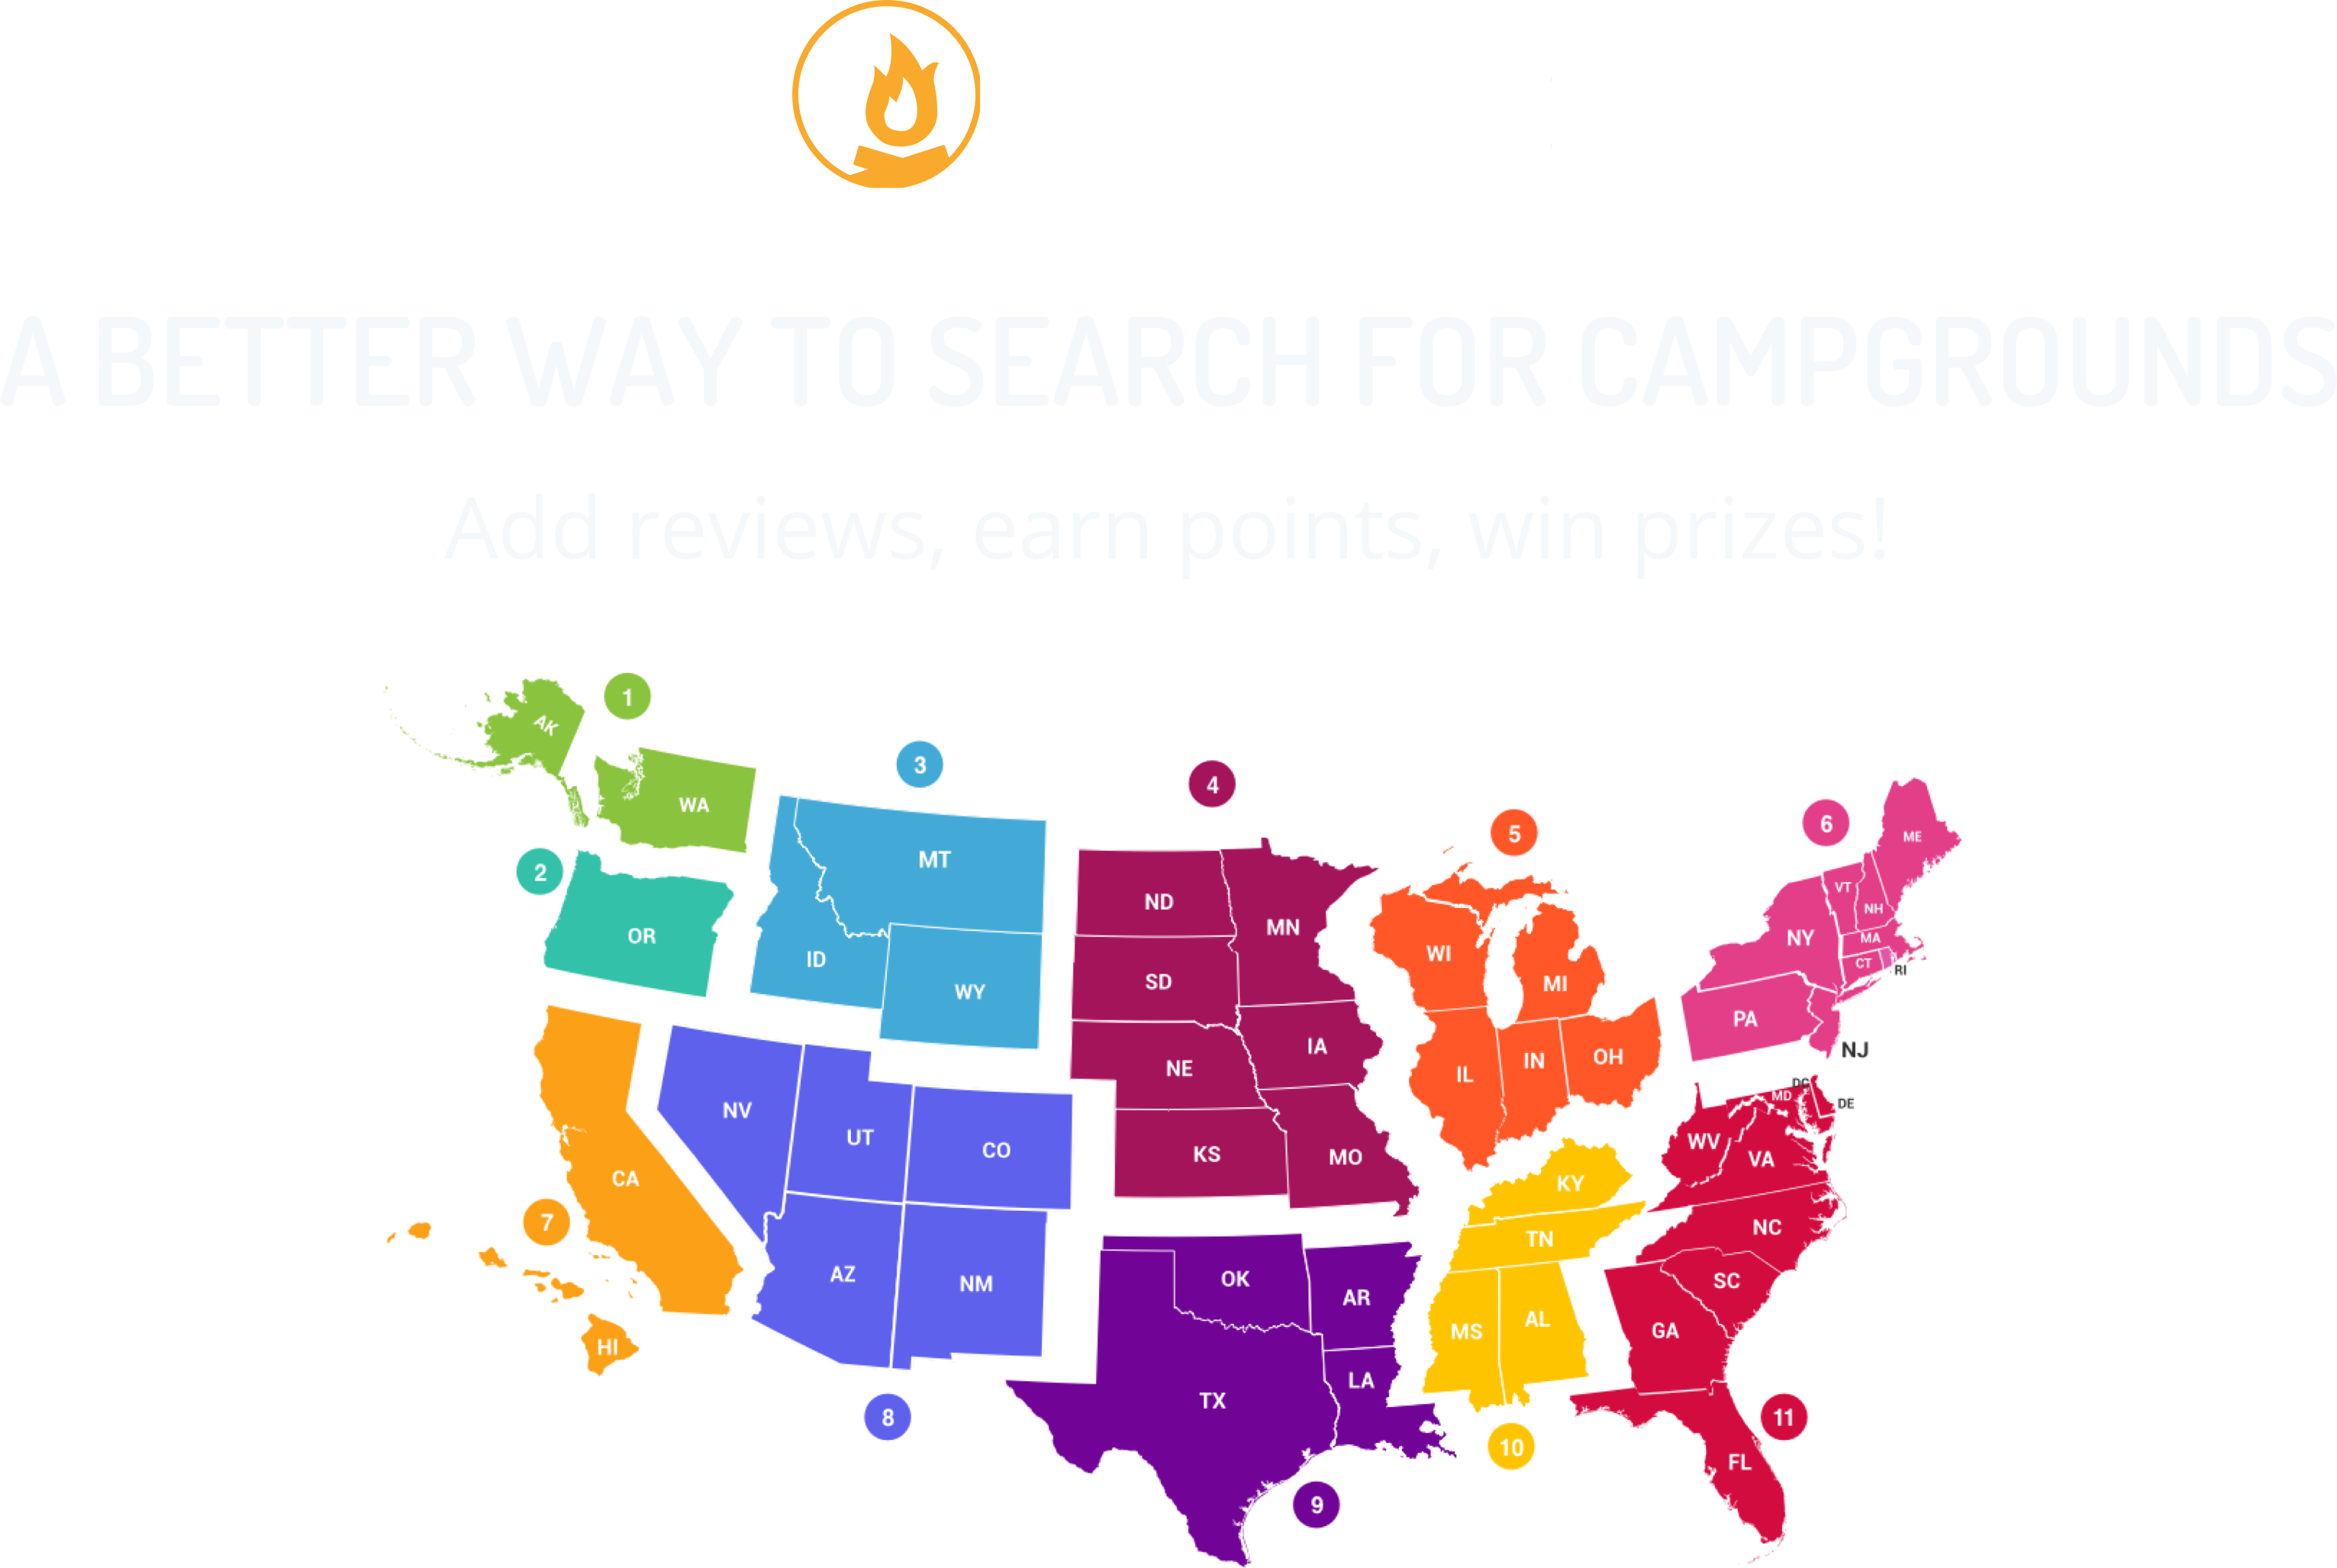 A BETTER WAY TO SEARCH FOR CAMPGROUNDS
Add reviews, earn points, win prizes!
1
AK
WA
3
4
5
6
ME
2
OR
MT
ID
WY
ND
MN
SD
NE
IA
KS
MO
WI
MI
IL
IN
OH
VT
NH
NY
MA
CT
RI
PA
NJ
DC
MD
DE
WV
VA
NC
SC
GA
FL
11
KY
TN
MS
AL
10
NV
UT
CO
AZ
NM
8
CA
7
HI
OK
AR
TX
LA
9